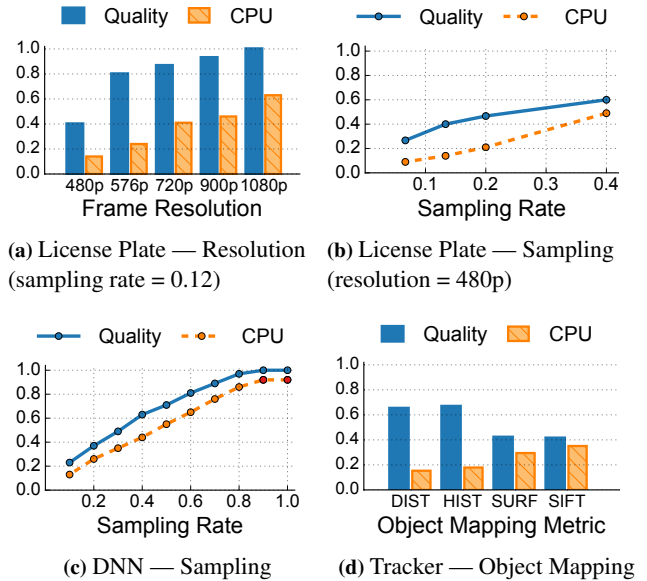 Quality CPU
1.0
0.8
0.6
0.4
0.2
0.0
480p 576p 720p 900p 1080p
Frame Resolution
(a) License Plate — Resolution
(sampling rate = 0.12)
Quality CPU
1.0
0.8
0.6
0.4
0.2
0.0
0.1 0.2 0.3 0.4
Sampling Rate
(b) License Plate — Sampling
(resolution = 480p)
Quality CPU
1.0
0.8
0.6
0.4
0.2
0.0
0.2 0.4 0.6 0.8 1.0
Sampling Rate
(c) DNN — Sampling
Quality CPU
1.0
0.8
0.6
0.4
0.2
0.0
DIST HIST SURF SIFT
Object Mapping Metric
(d) Tracker — Object Mapping